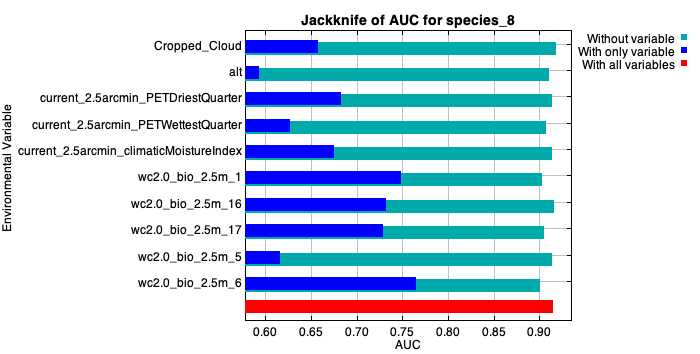 Jackknife of AUC for species_8
Without variable
With only variable
With all variables
Environmental Variable
Cropped_Cloud
alt
current_2.5arcmin_PETDriestQuarter
current_2.5arcmin_PETWettestQuarter
current_2.5arcmin_climaticMoistureIndex
wc2.0_bio_2.5m_1
wc2.0_bio_2.5m_16
wc2.0_bio_2.5m_17
wc2.0_bio_2.5m_5
wc2.0_bio_2.5m_6
0.60 0.65 0.70 0.75 0.80 0.85 0.90
AUC